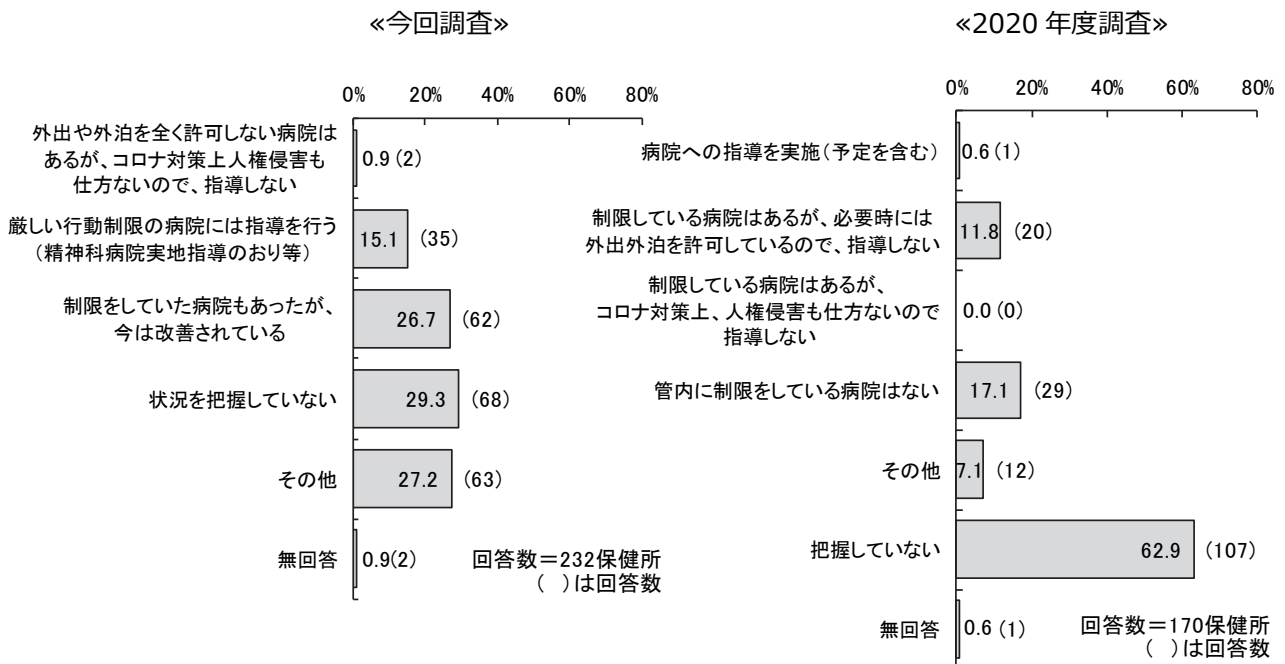 ≪今回調査≫
0% 20% 40% 60% 80%
外出や外泊を全く許可しない病院は
あるが、コロナ対策上人権侵害も
仕方ないので、指導しない
0.9 (2)
厳しい行動制限の病院には指導を行う
（精神科病院実地指導のおり等）
15.1 (35)
制限をしていた病院もあったが、
今は改善されている
26.7 (62)
状況を把握していない
29.3 (68)
その他
27.2 (63)
無回答
0.9(2)
回答数＝232保健所
（ ）は回答数
≪2020 年度調査≫
0% 20% 40% 60% 80%
病院への指導を実施（予定を含む）
0.6 (1)
制限している病院はあるが、必要時には
外出外泊を許可しているので、指導しない
11.8 (20)
制限している病院はあるが、
コロナ対策上、人権侵害も仕方ないので
指導しない
0.0 (0)
管内に制限をしている病院はない
17.1 (29)
その他
7.1 (12)
把握していない
62.9 (107)
無回答
0.6 (1)
回答数＝170保健所
（ ）は回答数